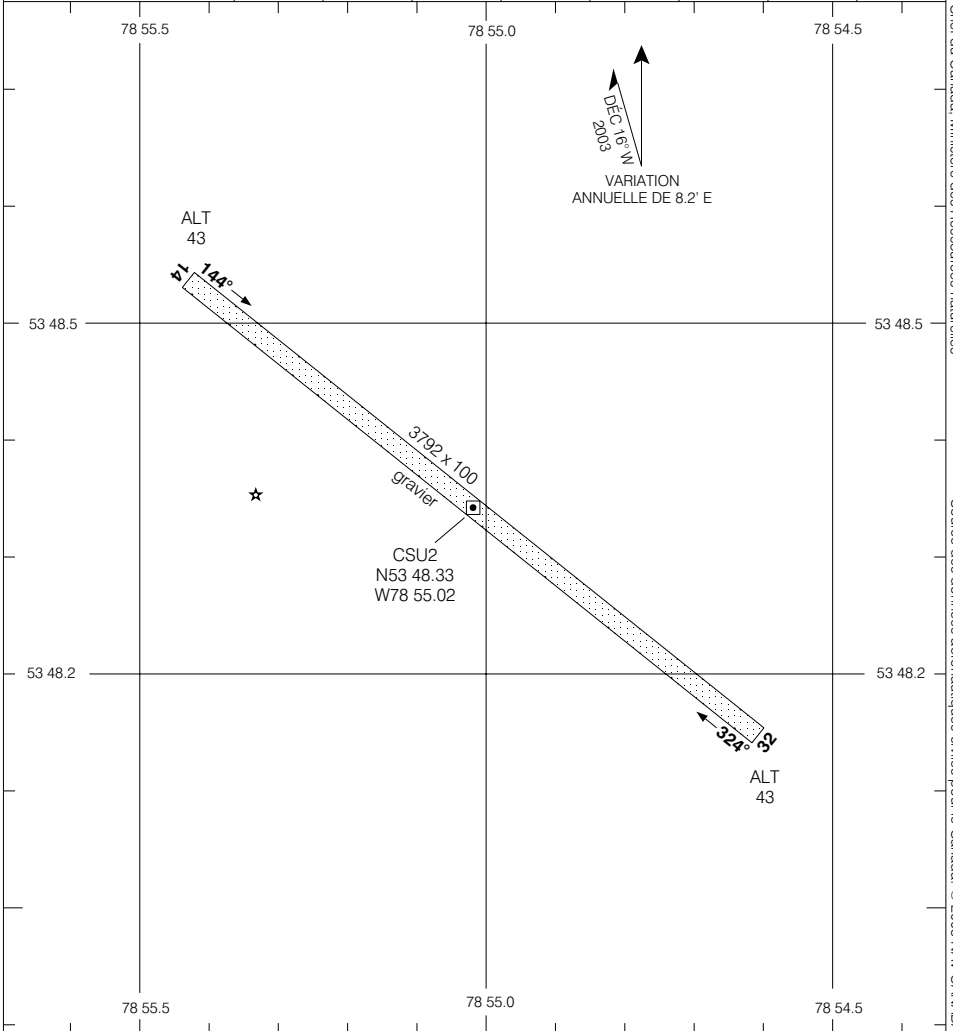 78 55.5
78 55.0
78 54.5
DÉC 16° W
2003
VARIATION
ANNUELLE DE 8.2' E
ALT
43
14
144°
53 48.5
53 48.5
3792 x 100
gravier
CSU2
N53 48.33
W78 55.02
53 48.2
53 48.2
324°
32
ALT
43
78 55.5
78 55.0
78 54.5